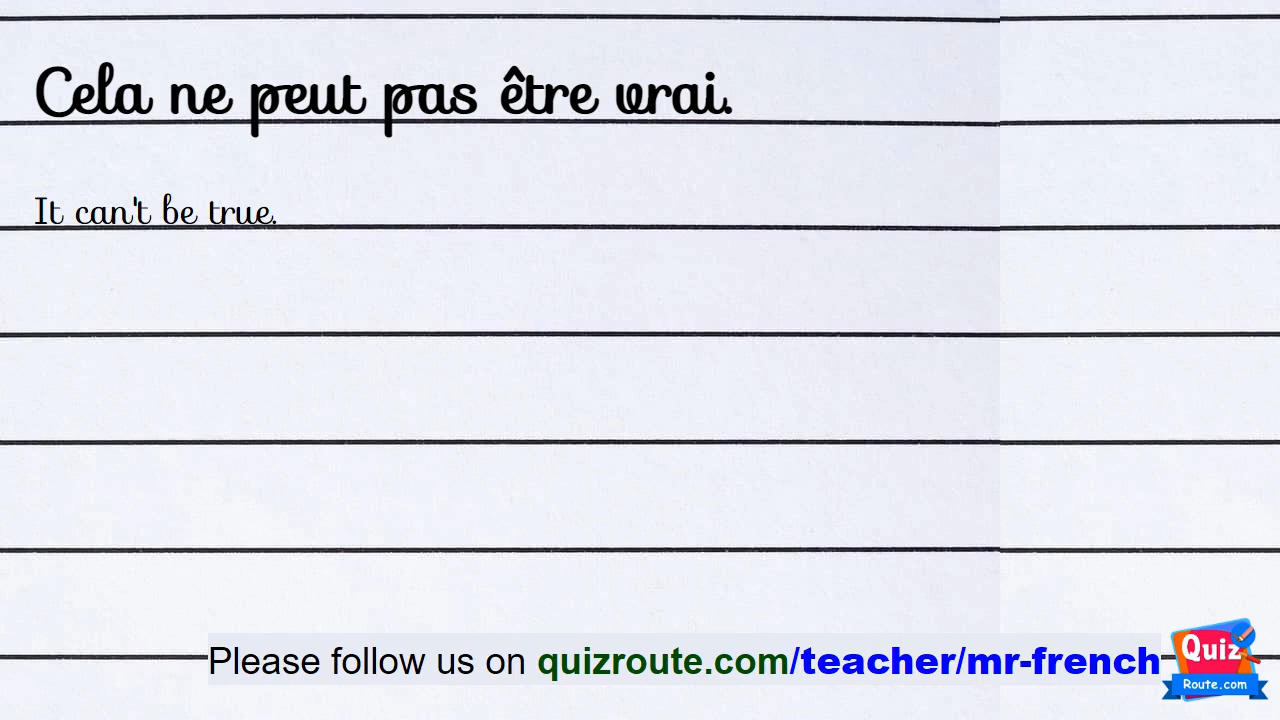 Cela ne peut pas être vrai.
It can't be true.
Please follow us on quizroute.com/teacher/mr-french
Quiz
Route.com